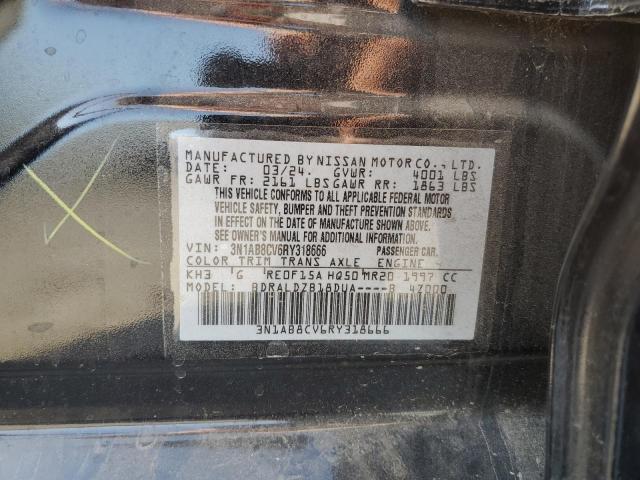 MANUFACTURED BY NISSAN MOTOR CO., LTD.
DATE: 03/24. GVWR: 4001 LBS
GAWR FR: 2161 LBS GAWR RR: 1863 LBS
THIS VEHICLE CONFORMS TO ALL APPLICABLE FEDERAL MOTOR
VEHICLE SAFETY, BUMPER AND THEFT PREVENTION STANDARDS
IN EFFECT ON THE DATE OF MANUFACTURE SHOWN ABOVE.
SEE OWNER'S MANUAL FOR ADDITIONAL INFORMATION.
VIN: 3N1AB8CV6RY318666 PASSENGER CAR.
COLOR TRIM TRANS AXLE ENGINE
KH3 G RE0F15A HQ50 MR20 1997 CC
MODEL: BDRALDZB18DUA----B 4Z000
3N1AB8CV6RY318666